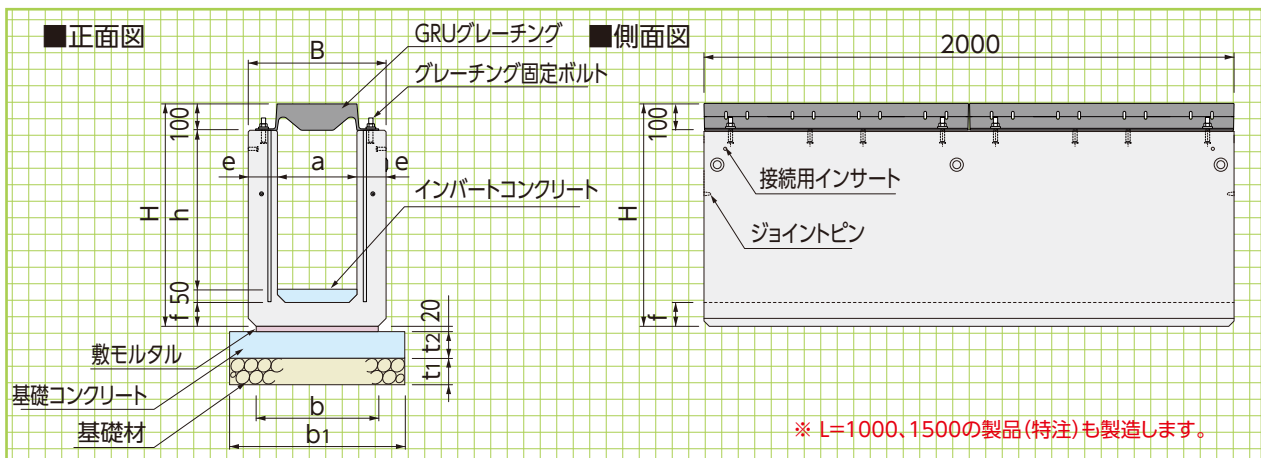 ■正面図
GRUグレーチング
B
グレーチング固定ボルト
100
e
a
e
インバートコンクリート
H
h
50
f
20
t2
t1
敷モルタル
基礎コンクリート
基礎材
b
b1
■側面図
2000
100
接続用インサート
H
ジョイントピン
f
※ L=1000、1500の製品(特注)も製造します。